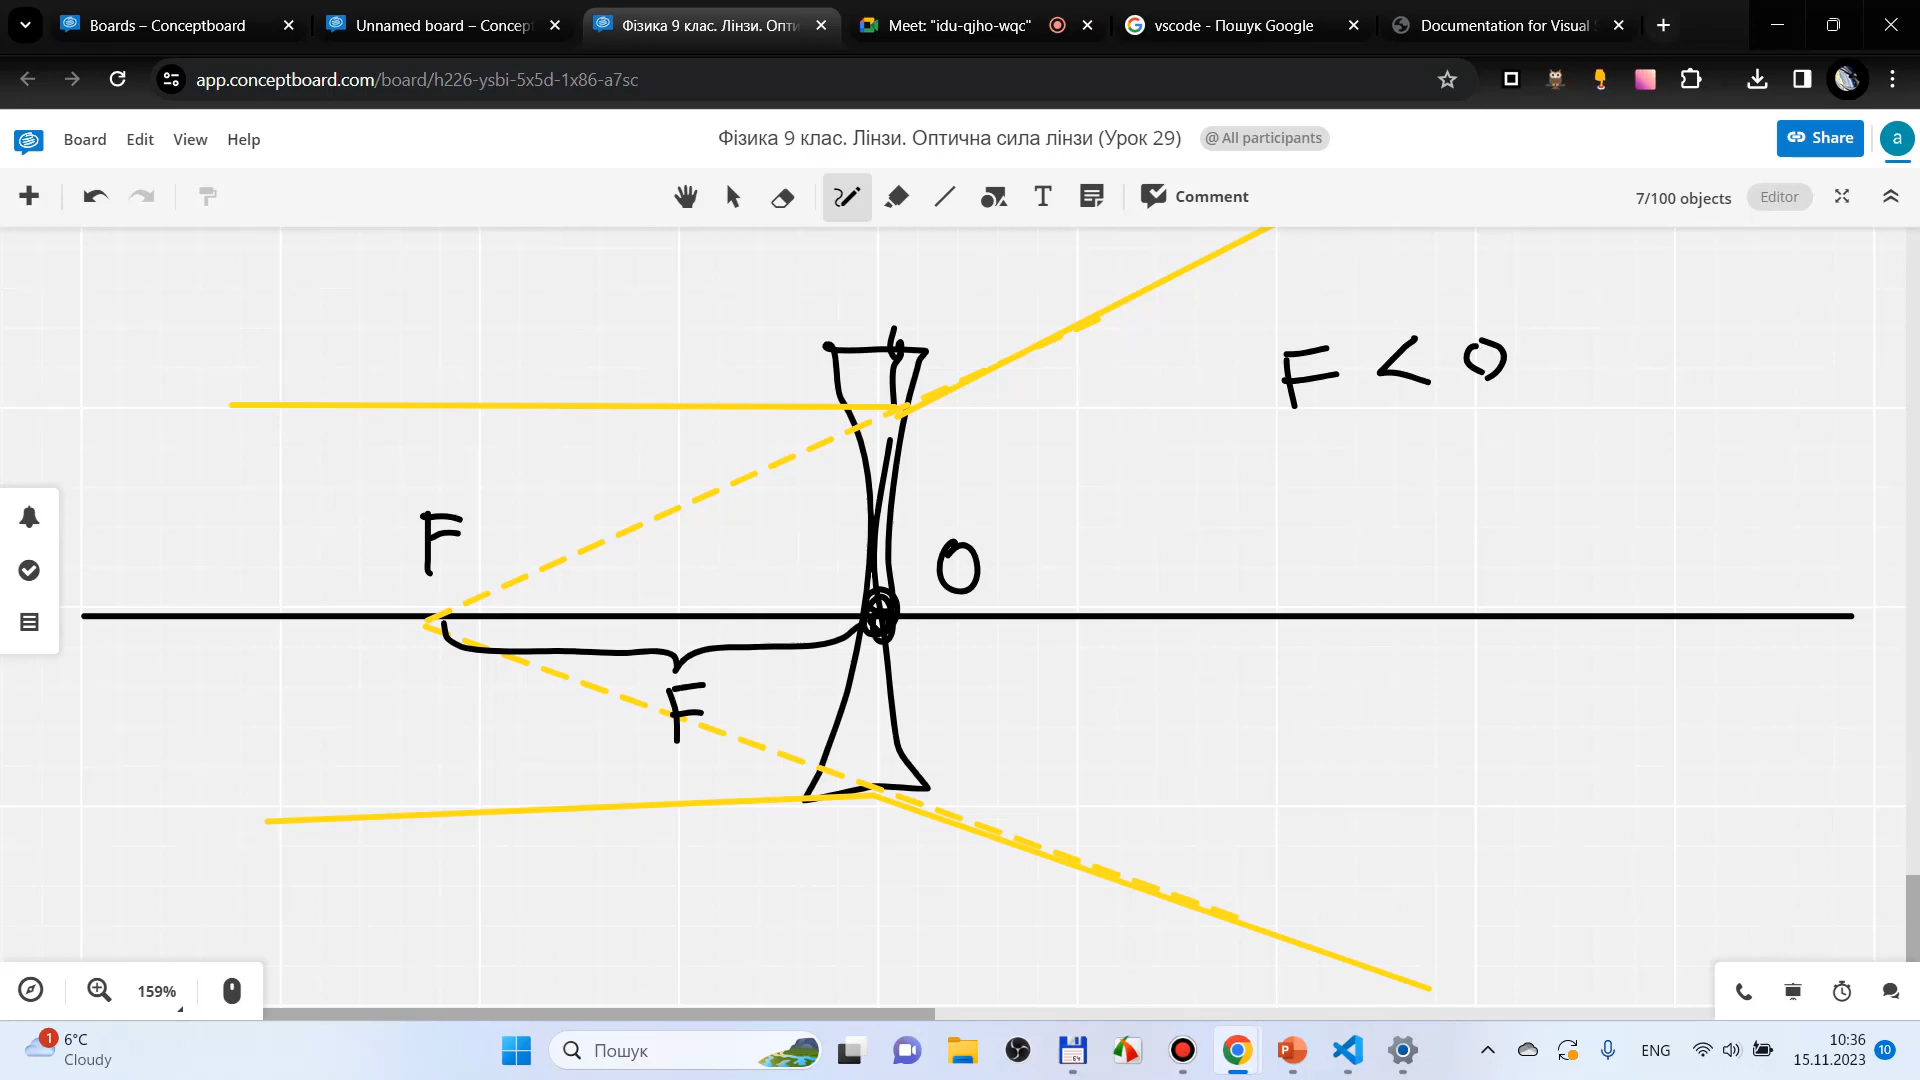 Boards – Conceptboard
Unnamed board – Concep
Фізика 9 клас. Лінзи. Опти
Meet: "idu-qjho-wqc"
vscode - Пошук Google
Documentation for Visual
app.conceptboard.com/board/h226-ysbi-5x5d-1x86-a7sc
Board
Edit
View
Help
Фізика 9 клас. Лінзи. Оптична сила лінзи (Урок 29)
@ All participants
Share
a
T
Comment
7/100 objects
Editor
F < 0
F
O
F
159%
1
6°C
Cloudy
Пошук
64
P
ENG
10:36
15.11.2023
10